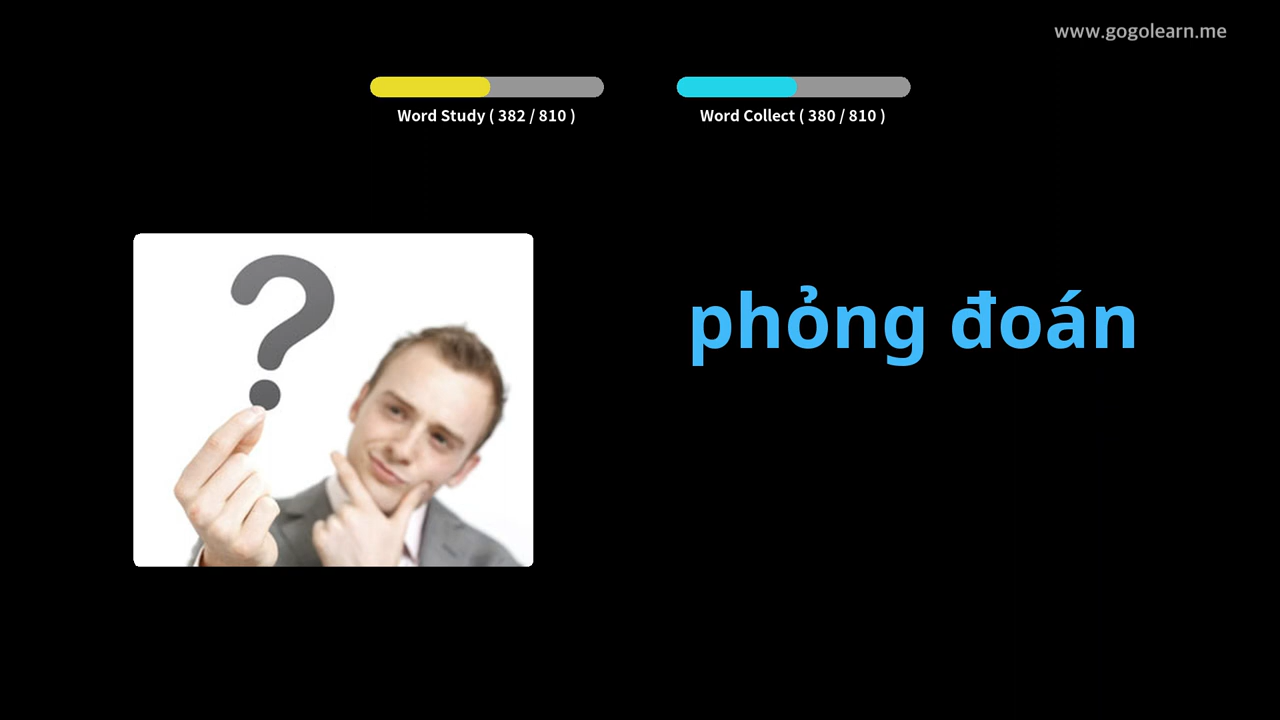 www.gogolearn.me
Word Study ( 382 / 810 )
Word Collect ( 380 / 810 )
?
phỏng đoán